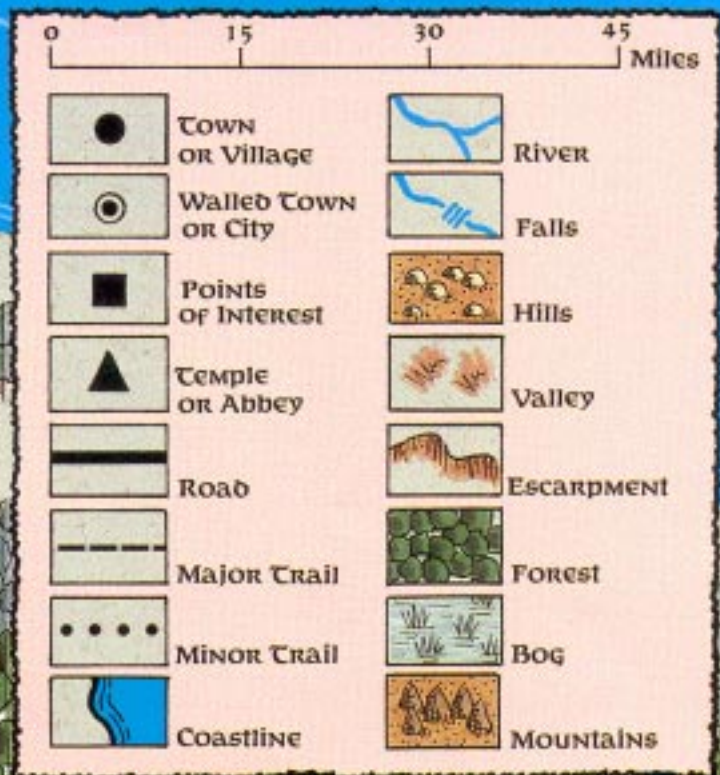 0 15 30 45
Miles
Town
or Village
Walled Town
or City
Points
of Interest
Temple
or Abbey
Road
Major Trail
Minor Trail
Coastline
River
Falls
Hills
Valley
Escarpment
Forest
Bog
Mountains